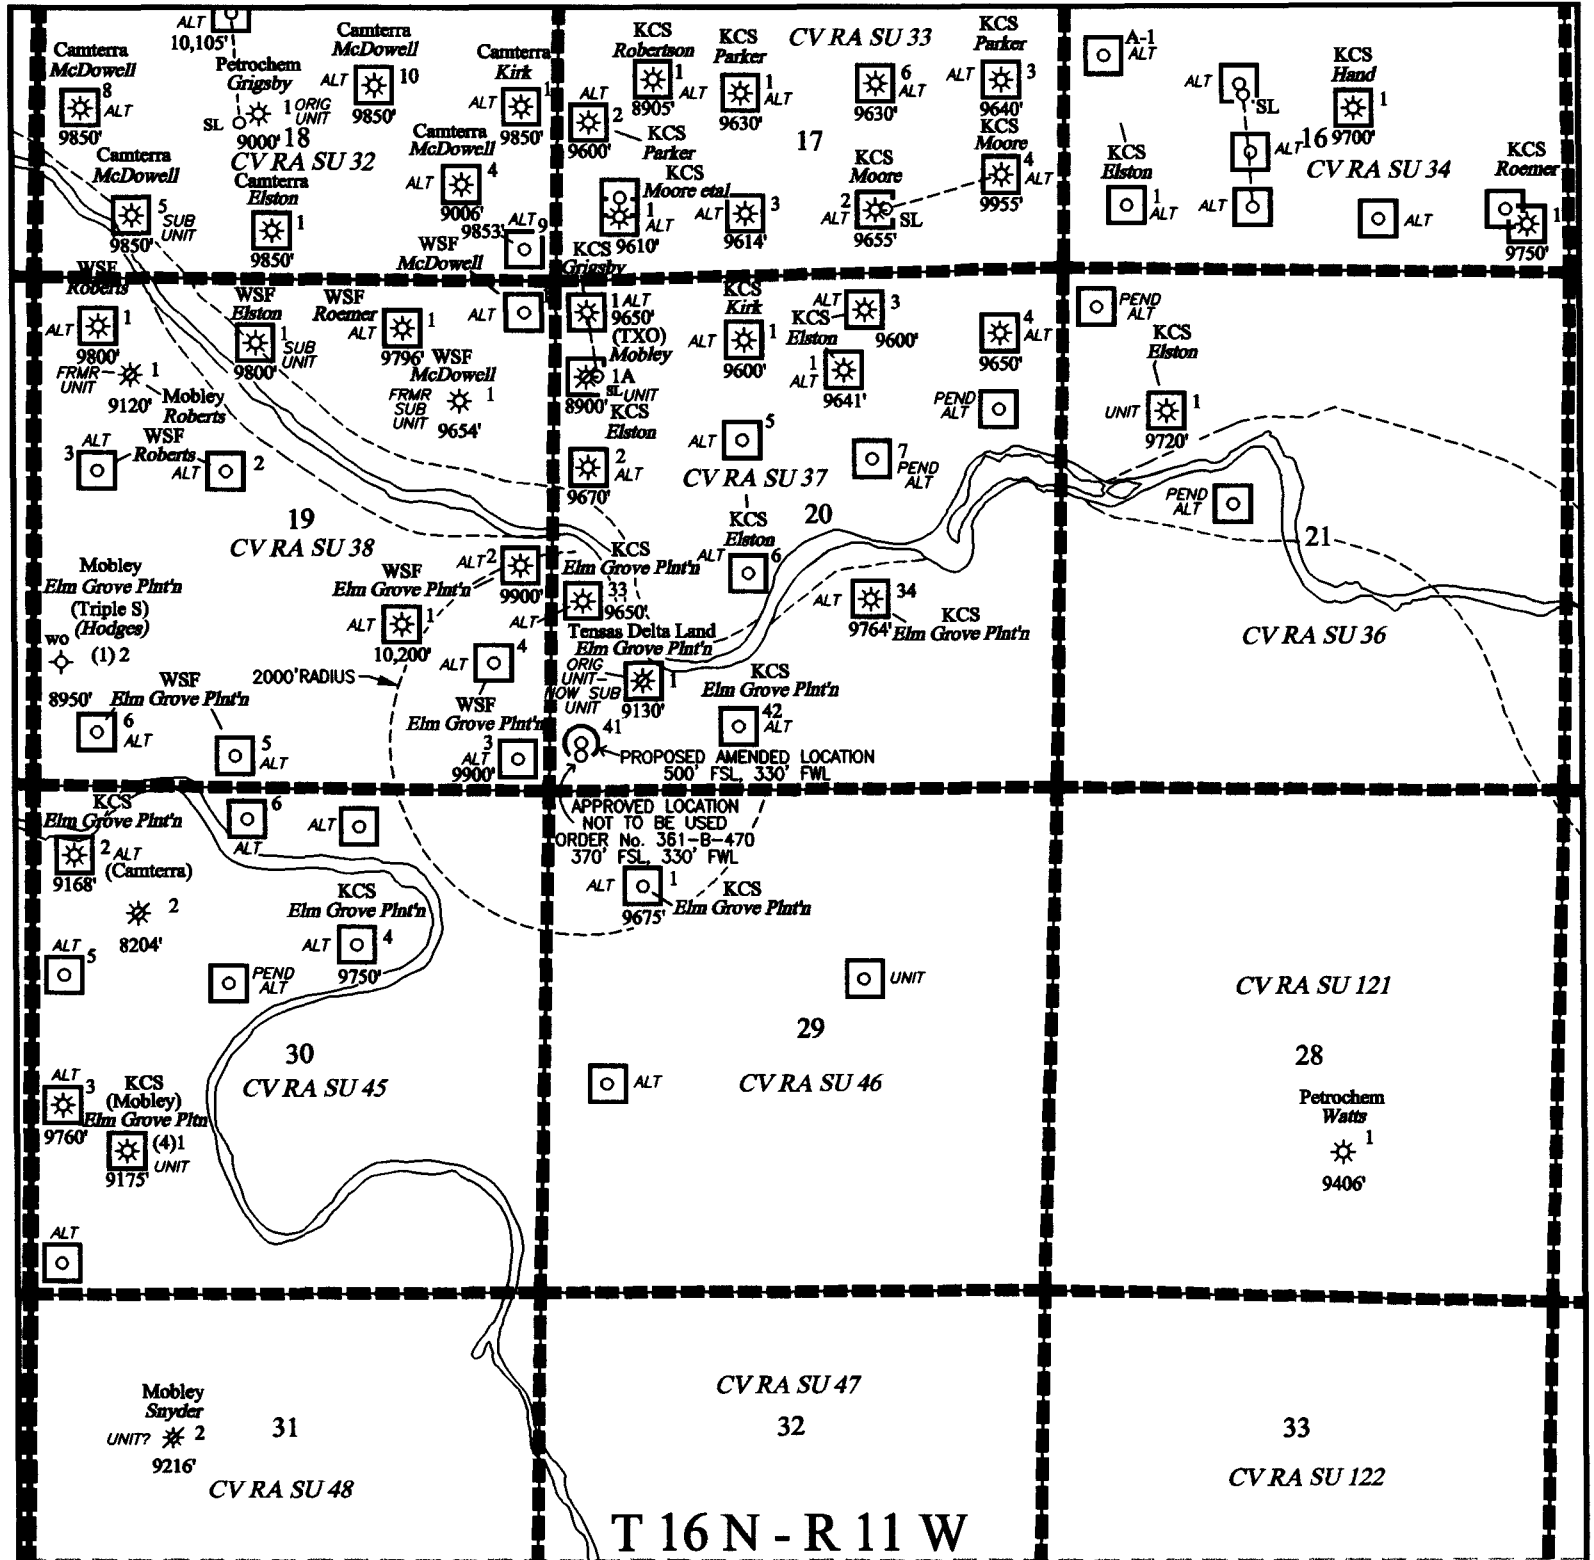 ALT
10,105'
Camterra
McDowell
8
ALT
9850'
Petrochem
Grigsby
1 ORIG
UNIT
SL
9000'
18
CV RA SU 32
Camterra
McDowell
ALT
10
9850'
Camterra
Kirk
ALT
1
9850'
Camterra
McDowell
5
SUB
UNIT
9850'
Camterra
Elston
1
9850'
Camterra
McDowell
ALT
4
9006'
ALT
9
9853'
WSF
McDowell
KCS
Robertson
1
ALT
8905'
KCS
Parker
1
ALT
9630'
CV RA SU 33
6
ALT
9630'
KCS
Parker
ALT
3
9640'
ALT
2
9600'
KCS
Parker
17
KCS
Moore etal
1
ALT
9610'
ALT
3
9614'
KCS
Moore
2
ALT
SL
9655'
KCS
Moore
4
ALT
9955'
A-1
ALT
ALT
SL
KCS
Hand
1
9700'
ALT
16
CV RA SU 34
KCS
Elston
1
ALT
ALT
ALT
KCS
Roemer
1
9750'
WSF
Roberts
ALT
1
9800'
FRMR
UNIT
1
9120'
Mobley
Roberts
WSF
Elston
1
SUB
UNIT
9800'
WSF
Roemer
ALT
1
9796'
ALT
WSF
McDowell
FRMR
SUB
UNIT
1
9654'
ALT
3
WSF
Roberts
ALT
2
19
CV RA SU 38
KCS
Grigsby
1 ALT
9650'
(TXO)
Mobley
1A
SL UNIT
8900'
KCS
Elston
2
ALT
9670'
KCS
Kirk
ALT
1
9600'
ALT
3
KCS
Elston
9600'
1
ALT
9641'
4
ALT
9650'
PEND
ALT
ALT
5
7
PEND
ALT
CV RA SU 37
20
KCS
Elston
ALT
6
PEND
ALT
KCS
Elston
UNIT
1
9720'
PEND
ALT
21
CV RA SU 36
Mobley
Elm Grove Plnt'n
(Triple S)
(Hodges)
WO
(1) 2
8950'
WSF
Elm Grove Plnt'n
6
ALT
5
ALT
WSF
Elm Grove Plnt'n
ALT
2
9900'
ALT
1
10,200'
2000' RADIUS
ALT
4
WSF
Elm Grove Plnt'n
3
ALT
9900'
KCS
Elm Grove Plnt'n
33
9650'
ALT
Tensas Delta Land
Elm Grove Plnt'n
ORIG
UNIT—
NOW SUB
UNIT
1
9130'
ALT
34
9764'
KCS
Elm Grove Plnt'n
KCS
Elm Grove Plnt'n
42
ALT
41
PROPOSED AMENDED LOCATION
500' FSL, 330' FWL
APPROVED LOCATION
NOT TO BE USED
ORDER No. 361-B-470
370' FSL, 330' FWL
KCS
Elm Grove Plnt'n
2 ALT
(Camterra)
9168'
2
8204'
6
ALT
ALT
KCS
Elm Grove Plnt'n
ALT
4
9750'
ALT
5
PEND
ALT
30
CV RA SU 45
ALT
3
9760'
KCS
(Mobley)
Elm Grove Pltn
(4)1
UNIT
9175'
ALT
ALT
1
9675'
KCS
Elm Grove Plnt'n
UNIT
29
CV RA SU 46
ALT
CV RA SU 121
28
Petrochem
Watts
1
9406'
Mobley
Snyder
UNIT?
2
9216'
31
CV RA SU 48
CV RA SU 47
32
33
CV RA SU 122
T 16 N - R 11 W